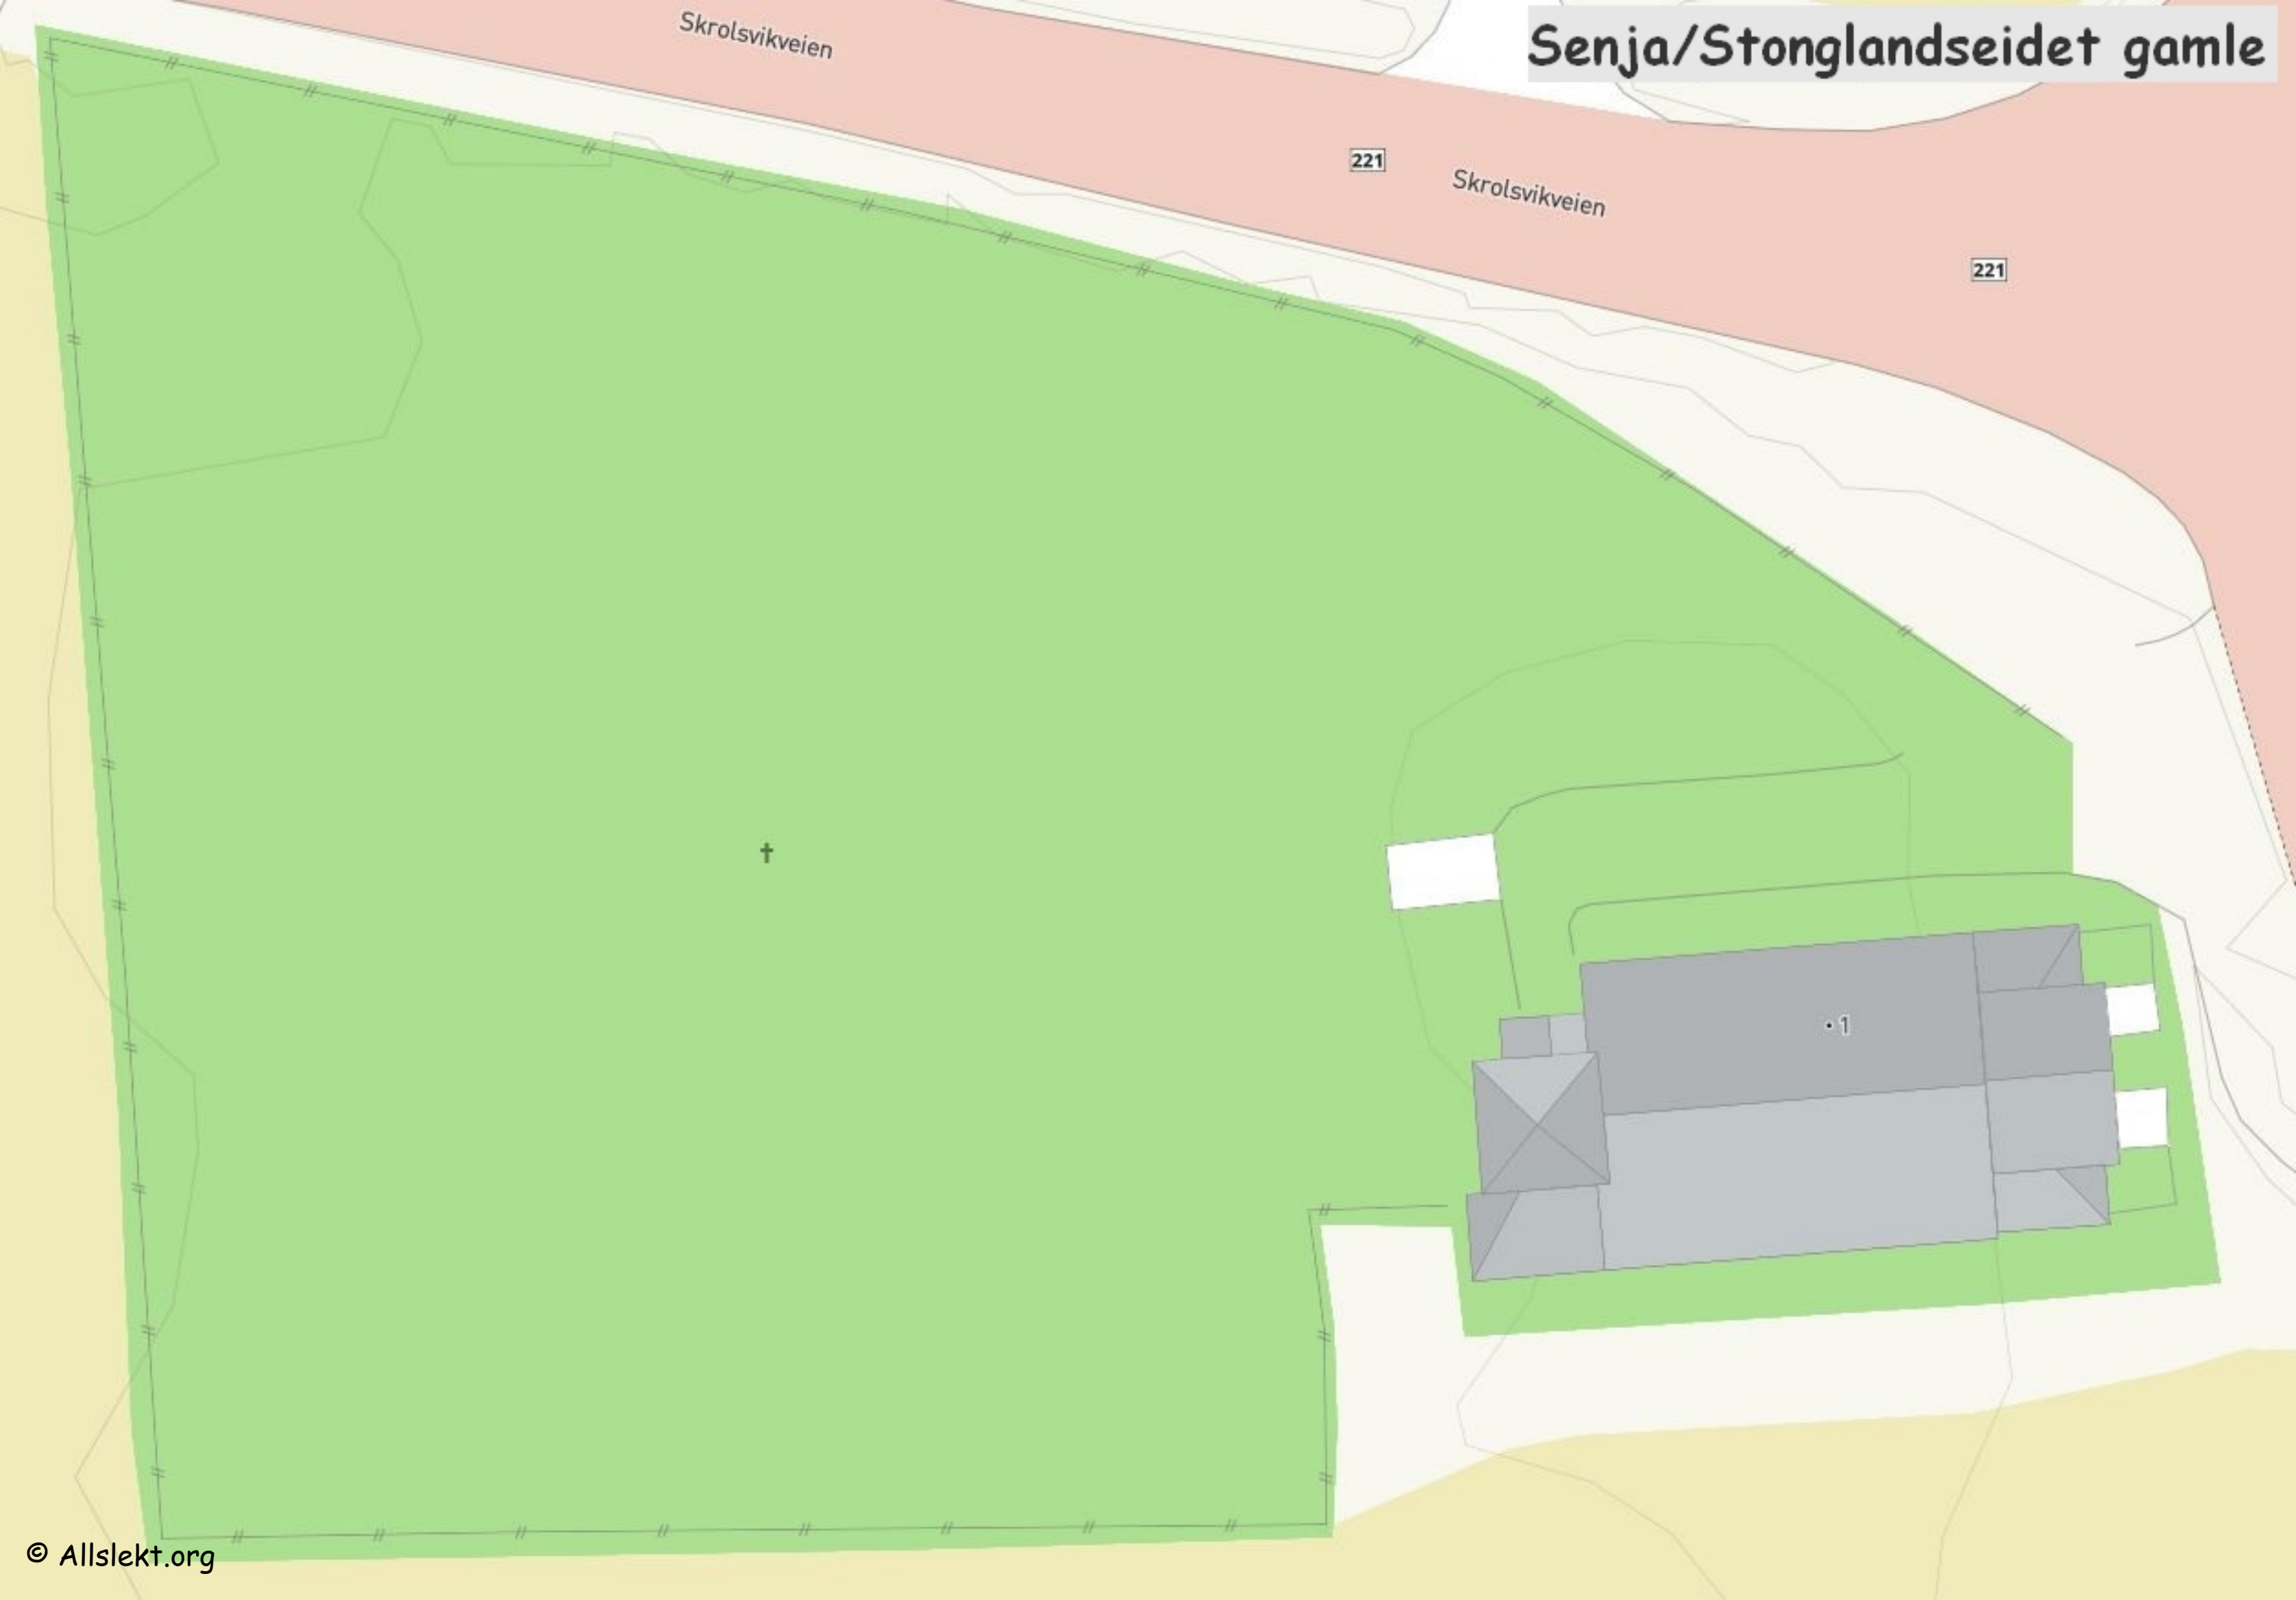 Skrolsvikveien
Senja/Stonglandseidet gamle
221
Skrolsvikveien
221
†
1
© Allslekt.org